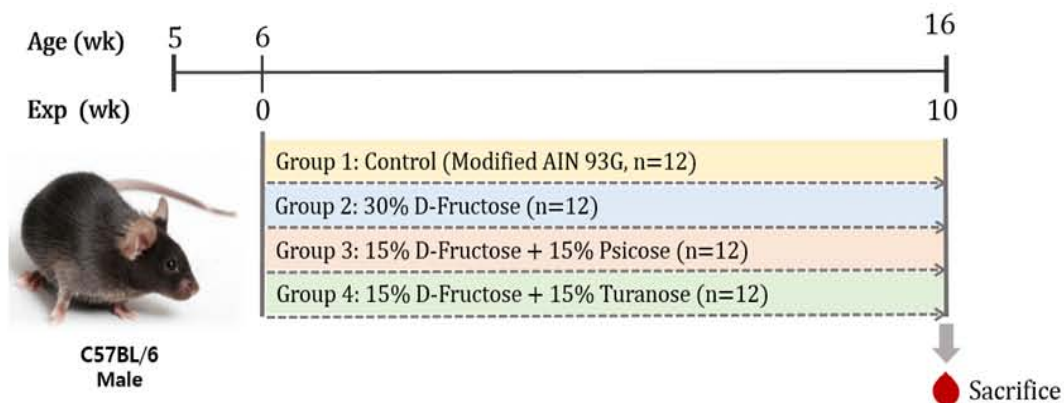 Age (wk) 5 6 16
Exp (wk) 0 10
Group 1: Control (Modified AIN 93G, n=12)
Group 2: 30% D-Fructose (n=12)
Group 3: 15% D-Fructose + 15% Psicose (n=12)
Group 4: 15% D-Fructose + 15% Turanose (n=12)
C57BL/6
Male
Sacrifice